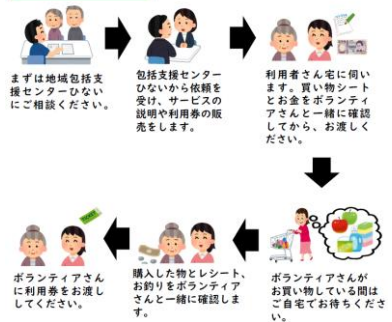 まずは地域包括支
援センターひない
にご相談ください。
包括支援センター
ひないから依頼を
受け、サービスの
説明や利用券の販
売をします。
利用者さん宅に伺い
ます。買い物シート
とお金をボランティ
アさんと一緒に確認
してから、お渡しく
ださい。
ボランティアさんが
お買い物している間は
ご自宅でお待ちくださ
い。
購入した物とレシート、
お釣りをボランティア
さんと一緒に確認しま
す。
TICKET
ボランティアさん
に利用券をお渡し
してください。